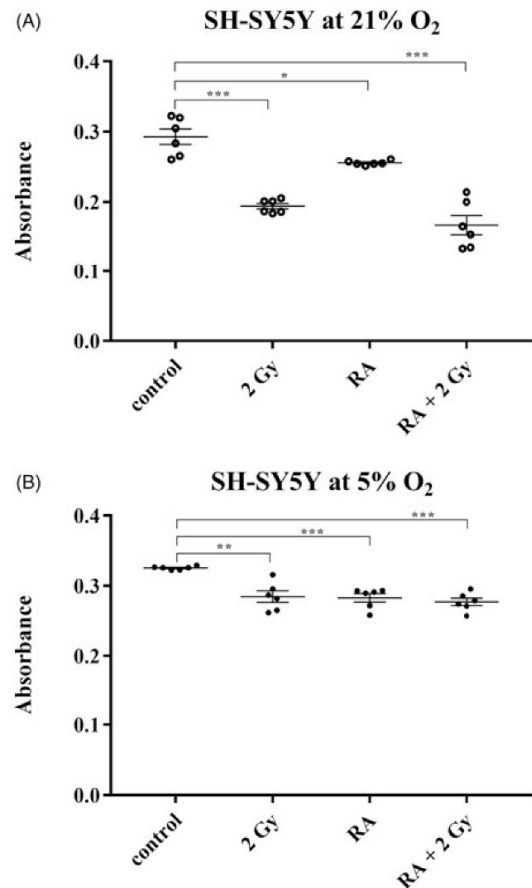 (A)
SH-SY5Y at 21% O₂
***
*
***
Absorbance
0.4
0.3
0.2
0.1
0.0
control
2 Gy
RA
RA + 2 Gy
(B)
SH-SY5Y at 5% O₂
***
***
**
Absorbance
0.4
0.3
0.2
0.1
0.0
control
2 Gy
RA
RA + 2 Gy